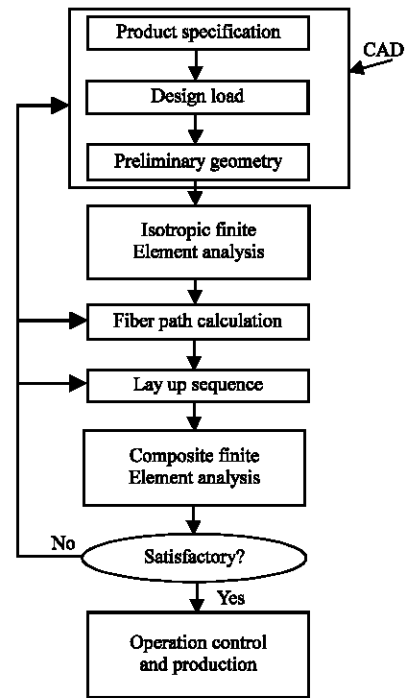 Product specification
CAD
Design load
Preliminary geometry
Isotropic finite
Element analysis
Fiber path calculation
Lay up sequence
Composite finite
Element analysis
No
Satisfactory?
Yes
Operation control
and production